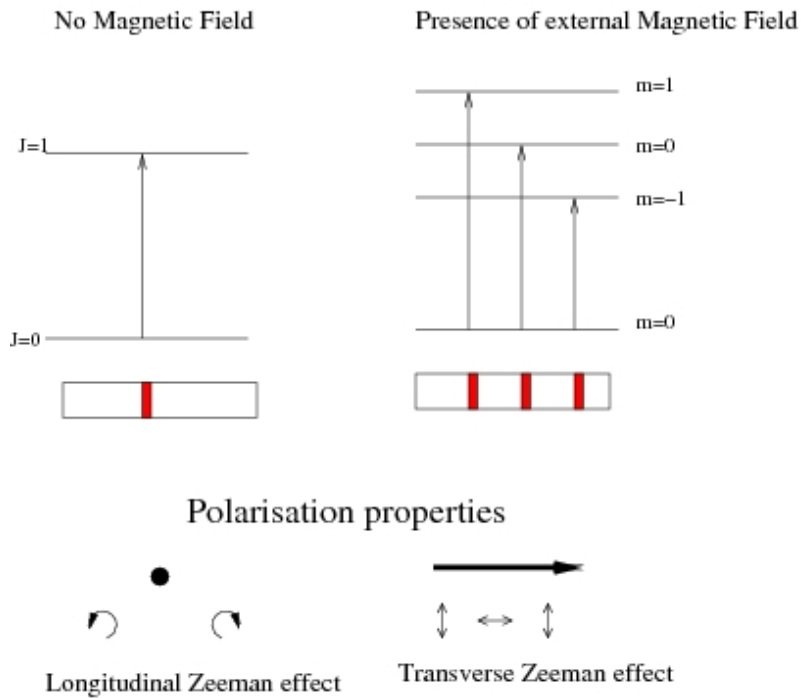 No Magnetic Field
Presence of external Magnetic Field
m=1
J=1
m=0
m=−1
m=0
J=0
Polarisation properties
Longitudinal Zeeman effect
Transverse Zeeman effect